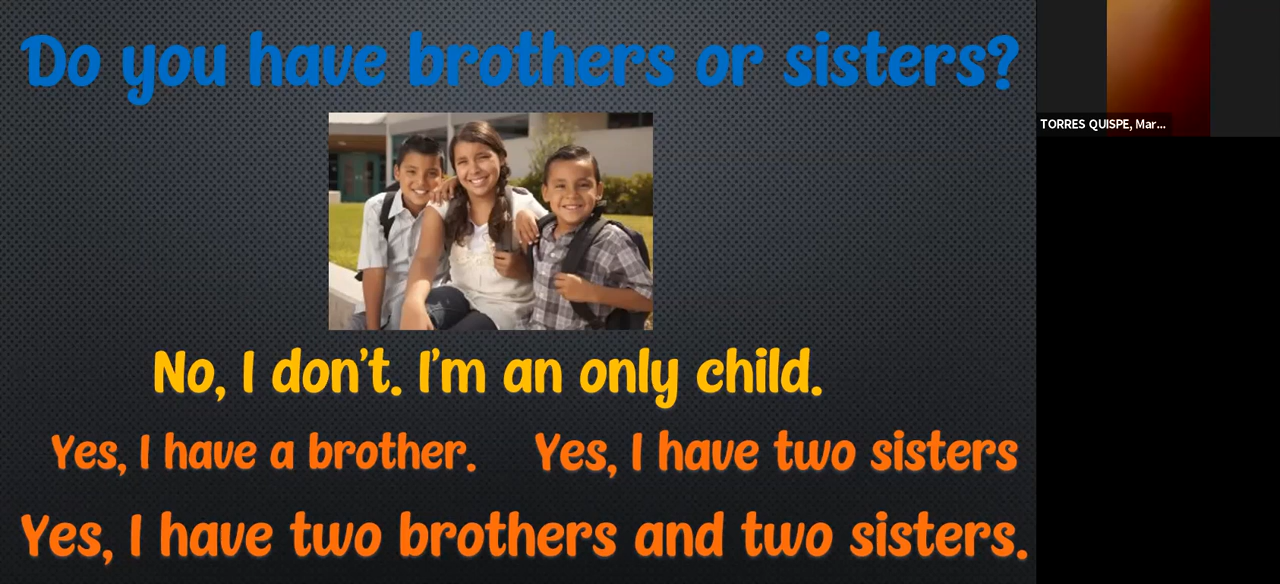 Do you have brothers or sisters?
TORRES QUISPE, Mar...
No, I don't. I'm an only child.
Yes, I have a brother. Yes, I have two sisters
Yes, I have two brothers and two sisters.